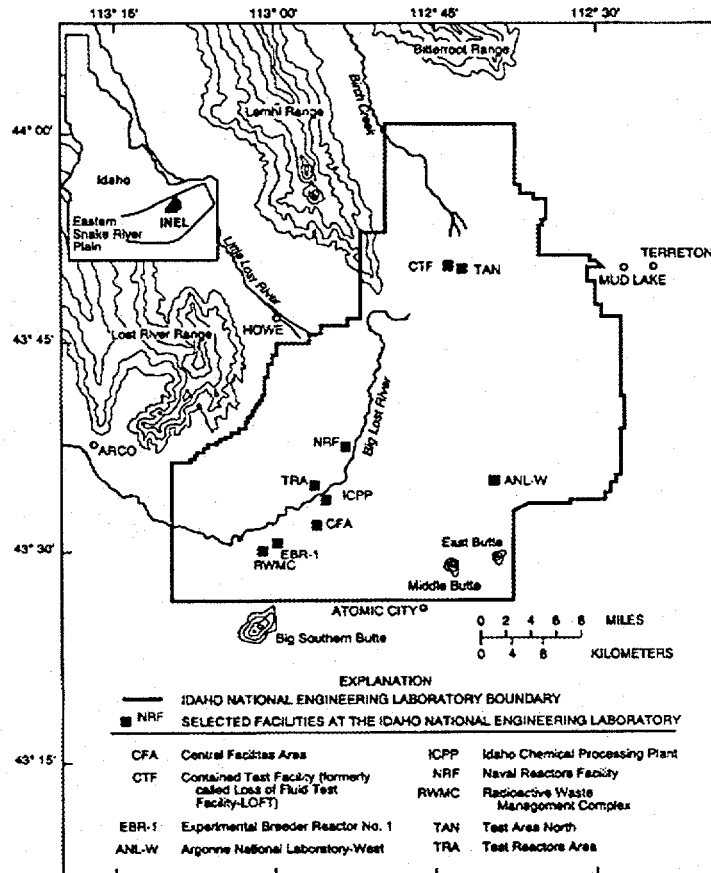 113° 15'
113° 00'
112° 45'
112° 30'
Bitterroot Range
Birch Creek
Lemhi Range
44° 00'
Idaho
INEL
Eastern
Snake River
Plain
Little Lost River
CTF
TAN
TERRETON
MUD LAKE
HOWE
Lost River Range
43° 45'
Big Lost River
ARCO
NRF
TRA
ICPP
ANL-W
CFA
43° 30'
EBR-1
RWMC
East Butte
Middle Butte
ATOMIC CITY
Big Southern Butte
0 2 4 6 8 MILES
0 4 8 KILOMETERS
EXPLANATION
IDAHO NATIONAL ENGINEERING LABORATORY BOUNDARY
NRF SELECTED FACILITIES AT THE IDAHO NATIONAL ENGINEERING LABORATORY
43° 15'
CFA Central Facilities Area
CTF Contained Test Facility (formerly
called Loss of Fluid Test
Facility-LOFT)
EBR-1 Experimental Breeder Reactor No. 1
ANL-W Argonne National Laboratory-West
ICPP Idaho Chemical Processing Plant
NRF Naval Reactors Facility
RWMC Radioactive Waste
Management Complex
TAN Test Area North
TRA Test Reactors Area